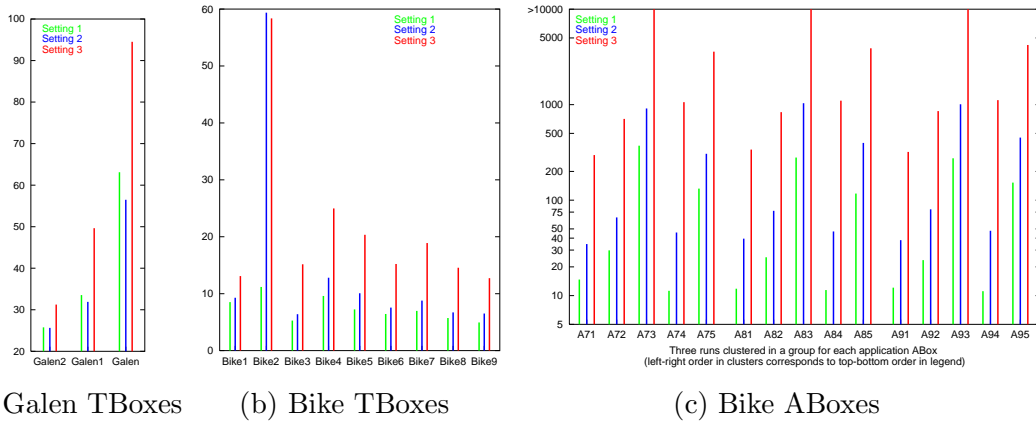 100
90
80
70
60
50
40
30
20
Setting 1
Setting 2
Setting 3
Galen2 Galen1 Galen
Galen TBoxes
60
50
40
30
20
10
0
Setting 1
Setting 2
Setting 3
Bike1 Bike2 Bike3 Bike4 Bike5 Bike6 Bike7 Bike8 Bike9
(b) Bike TBoxes
>10000
5000
1000
500
100
75
50
40
30
20
10
5
Setting 1
Setting 2
Setting 3
A71 A72 A73 A74 A75 A81 A82 A83 A84 A85 A91 A92 A93 A94 A95
Three runs clustered in a group for each application ABox
(left-right order in clusters corresponds to top-bottom order in legend)
(c) Bike ABoxes